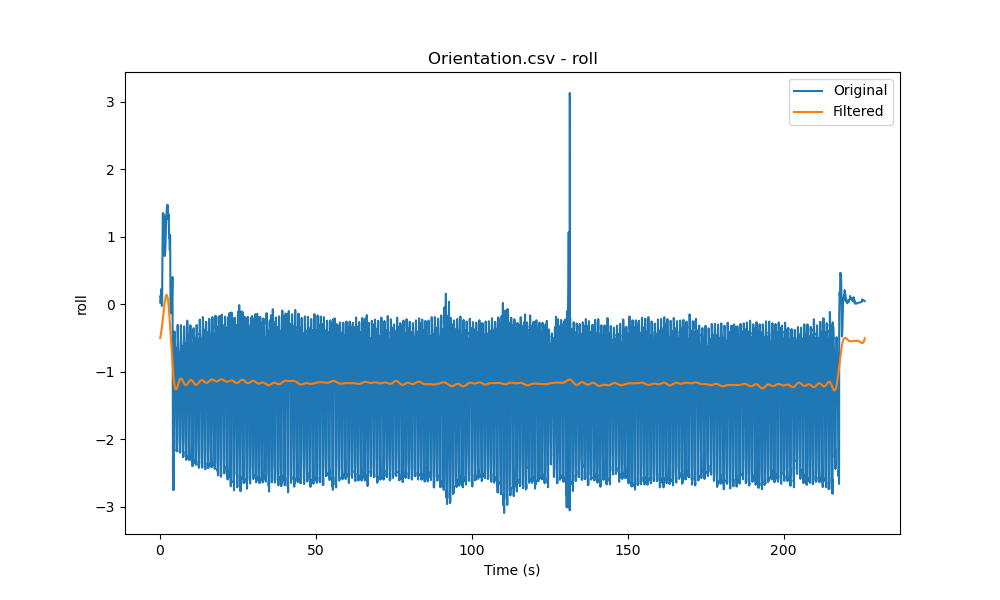 Orientation.csv - roll
Original
Filtered
3
2
1
0
−1
−2
−3
roll
0
50
100
150
200
Time (s)